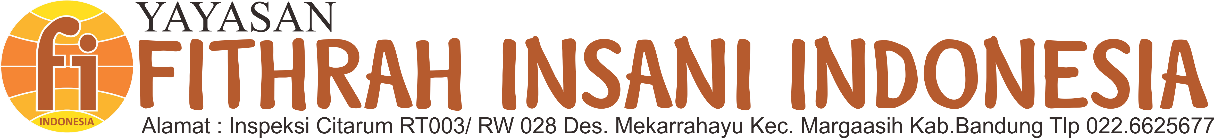 fi
INDONESIA
YAYASAN
FITHRAH INSANI INDONESIA
Alamat : Inspeksi Citarum RT003/ RW 028 Des. Mekarrahayu Kec. Margaasih Kab.Bandung Tlp 022.6625677